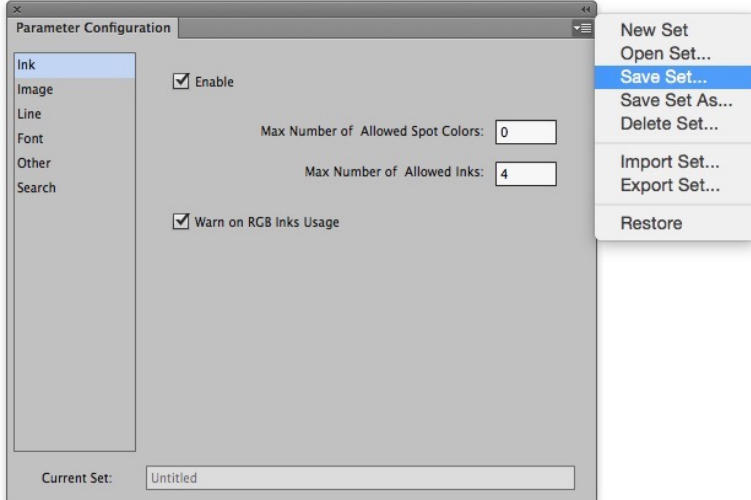 Parameter Configuration
Ink
Image
Line
Font
Other
Search
Enable
Max Number of Allowed Spot Colors: 0
Max Number of Allowed Inks: 4
Warn on RGB Inks Usage
Current Set: Untitled
New Set
Open Set...
Save Set...
Save Set As...
Delete Set...
Import Set...
Export Set...
Restore